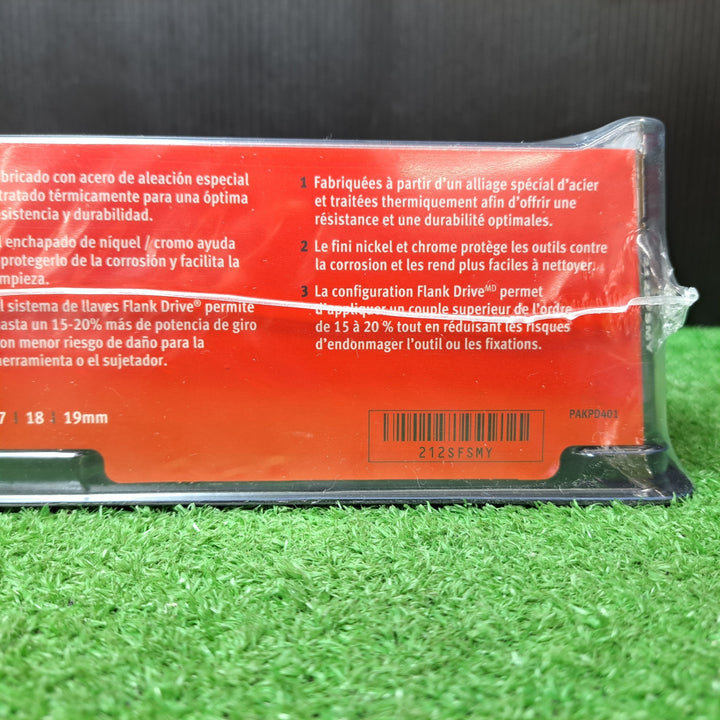 bricado con acero de aleación especial
tratado térmicamente para una óptima
sistencia y durabilidad.
l enchapado de níquel / cromo ayuda
protegerlo de la corrosión y facilita la
mpieza.
l sistema de llaves Flank Drive® permite
asta un 15-20% más de potencia de giro
on menor riesgo de daño para la
erramienta o el sujetador.
7 | 18 | 19mm
1 Fabriquées à partir d'un alliage spécial d'acier
et traitées thermiquement afin d'offrir une
résistance et une durabilité optimales.
2 Le fini nickel et chrome protège les outils contre
la corrosion et les rend plus faciles à nettoyer.
3 La configuration Flank Drive MD permet
d'appliquer un couple superieur de l'ordre
de 15 à 20 % tout en réduisant les risques
d'endonmager l'outil ou les fixations.
212SFSMY
PAKPD401